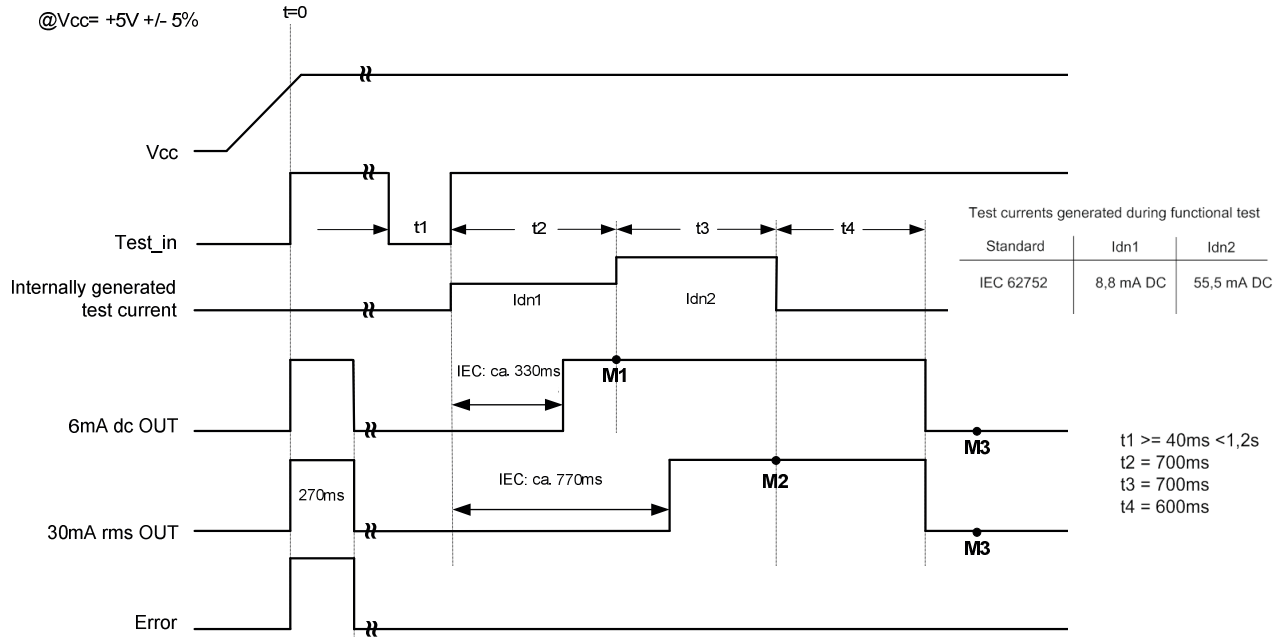 @Vcc= +5V +/- 5%
t=0
Vcc
Test_in
t1
t2
t3
t4
Test currents generated during functional test
Standard Idn1 Idn2
IEC 62752 8,8 mA DC 55,5 mA DC
Internally generated
test current
Idn1
Idn2
IEC: ca. 330ms
M1
6mA dc OUT
M3
t1 >= 40ms <1,2s
t2 = 700ms
t3 = 700ms
t4 = 600ms
IEC: ca. 770ms
M2
270ms
30mA rms OUT
M3
Error